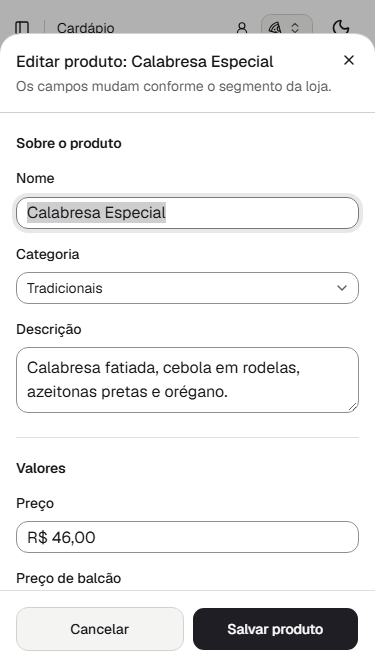 Cardápio
Editar produto: Calabresa Especial
Os campos mudam conforme o segmento da loja.
Sobre o produto
Nome
Calabresa Especial
Categoria
Tradicionais
Descrição
Calabresa fatiada, cebola em rodelas,
azeitonas pretas e orégano.
Valores
Preço
R$ 46,00
Preço de balcão
Cancelar
Salvar produto